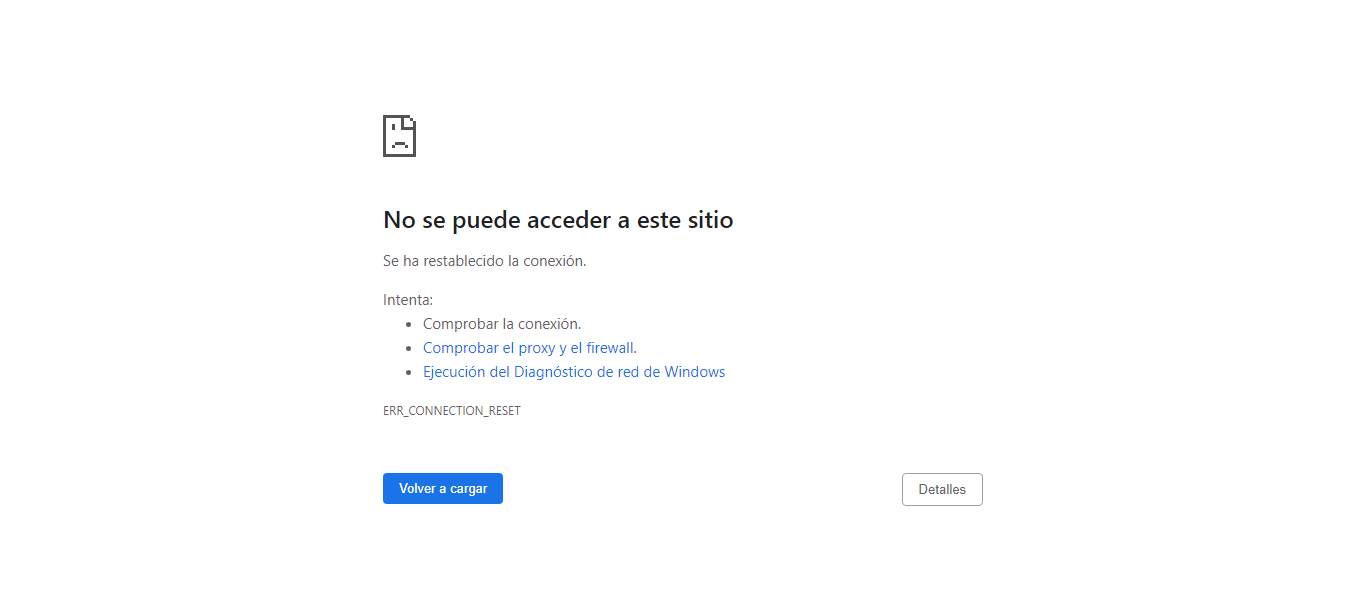 No se puede acceder a este sitio
Se ha restablecido la conexión.
Intenta:
Comprobar la conexión.
Comprobar el proxy y el firewall.
Ejecución del Diagnóstico de red de Windows
ERR_CONNECTION_RESET
Volver a cargar
Detalles